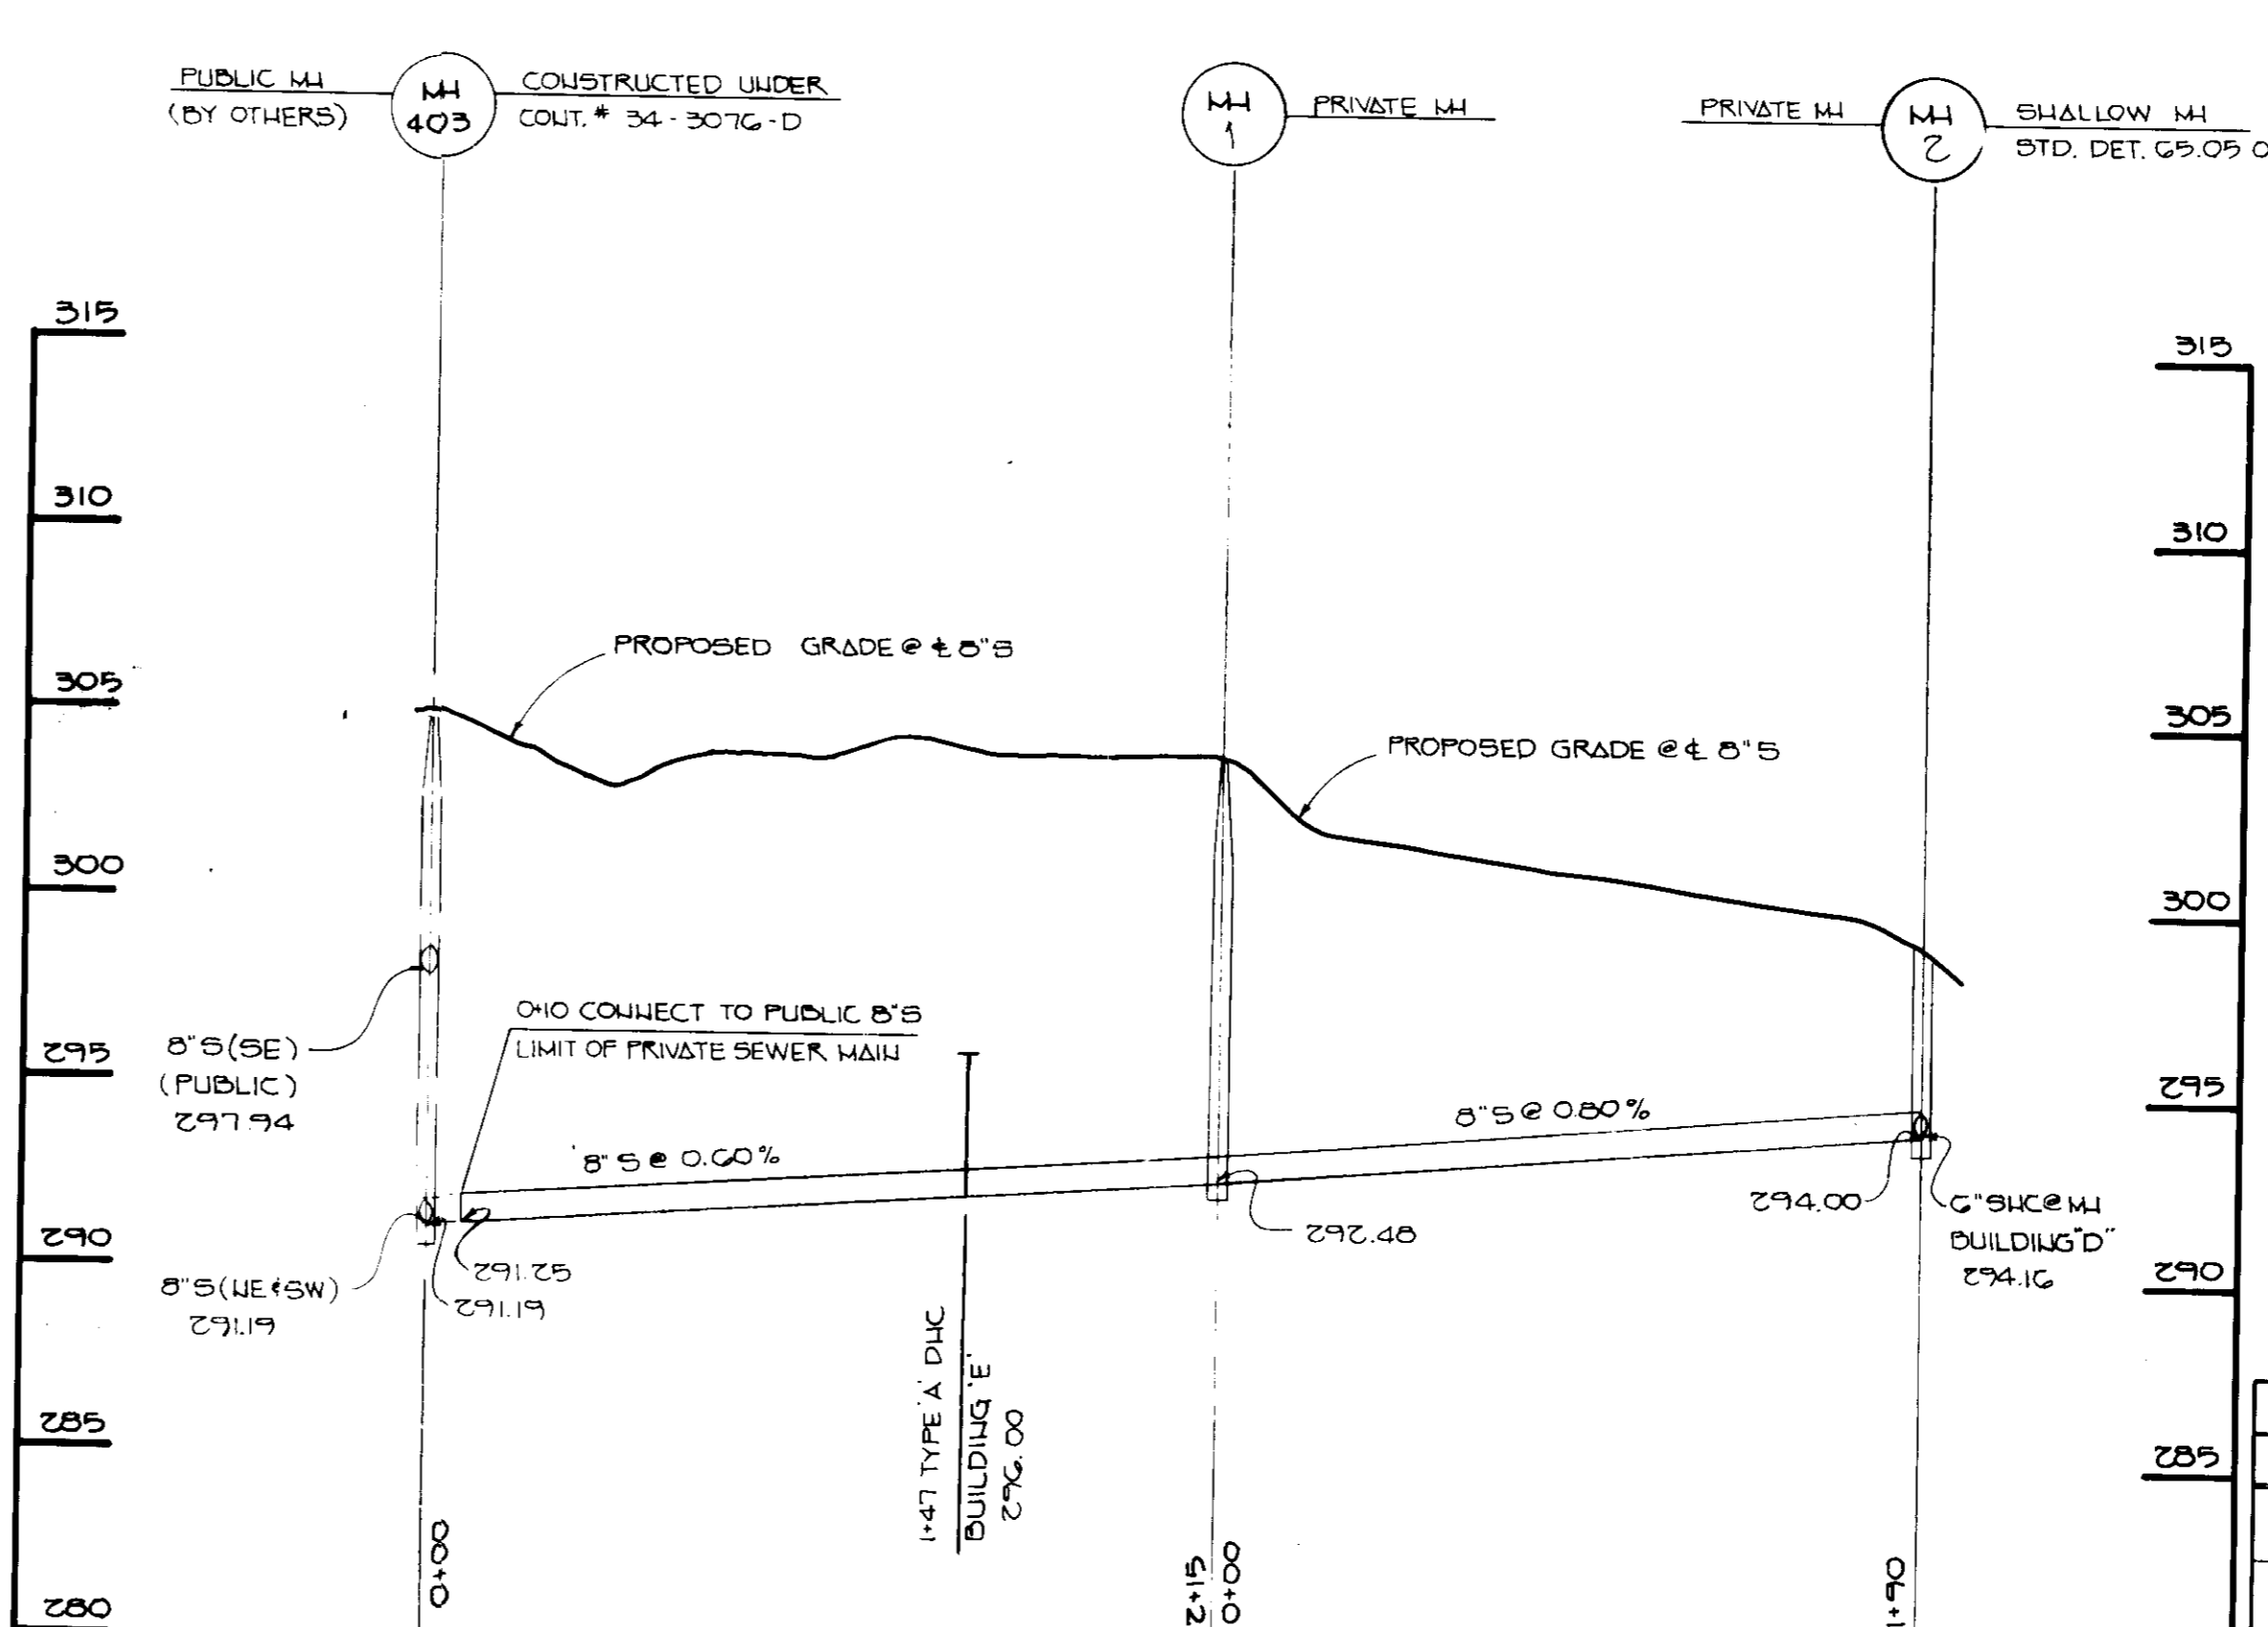 PUBLIC MH
(BY OTHERS)
MH
403
CONSTRUCTED UNDER
CONT. # 34-3076-D
MH
1
PRIVATE MH
PRIVATE MH
MH
2
SHALLOW MH
STD. DET. G5.05 O
315
310
305
300
295
290
285
280
315
310
305
300
295
290
285
PROPOSED GRADE @ ℄ 8"S
PROPOSED GRADE @ ℄ 8"S
8"S(SE)
(PUBLIC)
297.94
0+10 CONNECT TO PUBLIC 8"S
LIMIT OF PRIVATE SEWER MAIN
8"S @ 0.60%
8"S @ 0.80%
8"S(NE&SW)
291.19
291.25
291.19
292.48
294.00
6"SHC@MH
BUILDING"D"
294.16
1+47 TYPE 'A' DHC
BUILDING 'E'
296.00
0+00
2+15
0+00
1+90